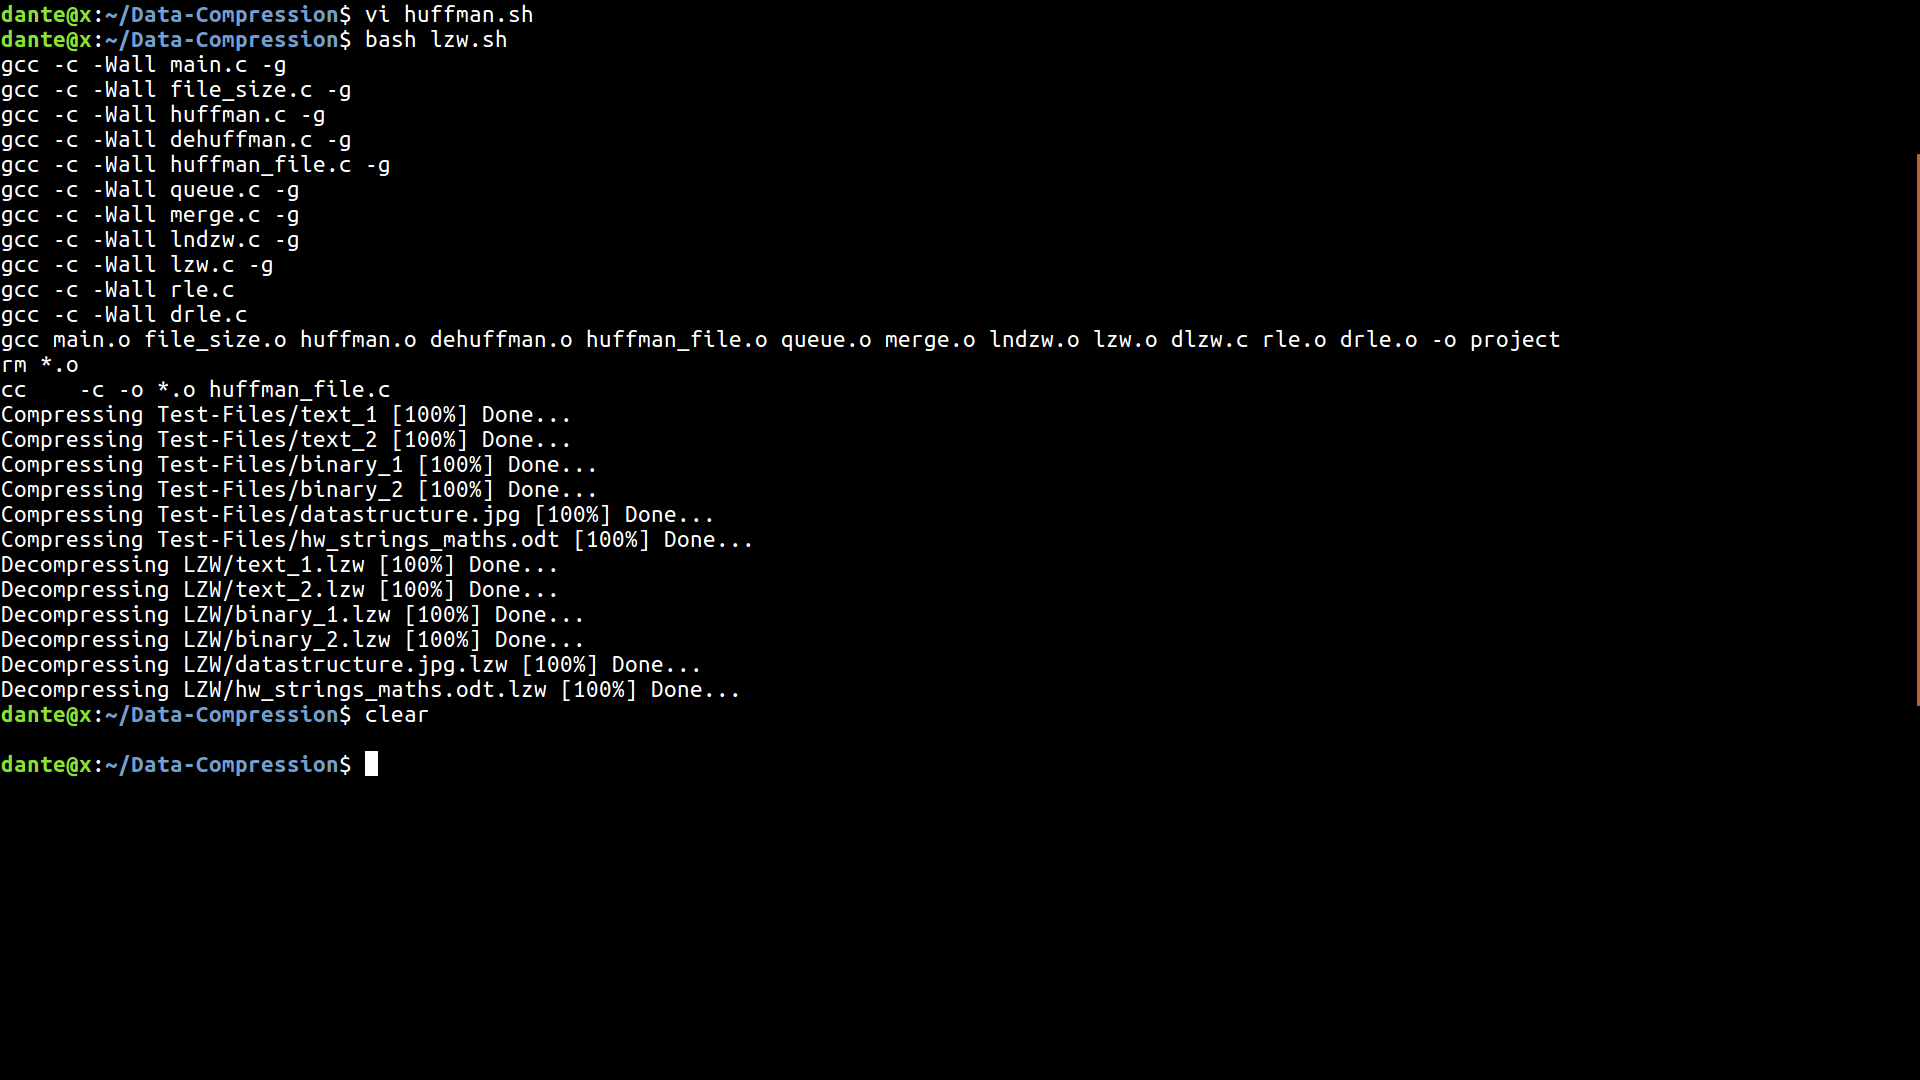 dante@x:~/Data-Compression$ vi huffman.sh
dante@x:~/Data-Compression$ bash lzw.sh
gcc -c -Wall main.c -g
gcc -c -Wall file_size.c -g
gcc -c -Wall huffman.c -g
gcc -c -Wall dehuffman.c -g
gcc -c -Wall huffman_file.c -g
gcc -c -Wall queue.c -g
gcc -c -Wall merge.c -g
gcc -c -Wall lndzw.c -g
gcc -c -Wall lzw.c -g
gcc -c -Wall rle.c
gcc -c -Wall drle.c
gcc main.o file_size.o huffman.o dehuffman.o huffman_file.o queue.o merge.o lndzw.o lzw.o dlzw.c rle.o drle.o -o project
rm *.o
cc    -c -o *.o huffman_file.c
Compressing Test-Files/text_1 [100%] Done...
Compressing Test-Files/text_2 [100%] Done...
Compressing Test-Files/binary_1 [100%] Done...
Compressing Test-Files/binary_2 [100%] Done...
Compressing Test-Files/datastructure.jpg [100%] Done...
Compressing Test-Files/hw_strings_maths.odt [100%] Done...
Decompressing LZW/text_1.lzw [100%] Done...
Decompressing LZW/text_2.lzw [100%] Done...
Decompressing LZW/binary_1.lzw [100%] Done...
Decompressing LZW/binary_2.lzw [100%] Done...
Decompressing LZW/datastructure.jpg.lzw [100%] Done...
Decompressing LZW/hw_strings_maths.odt.lzw [100%] Done...
dante@x:~/Data-Compression$ clear
dante@x:~/Data-Compression$